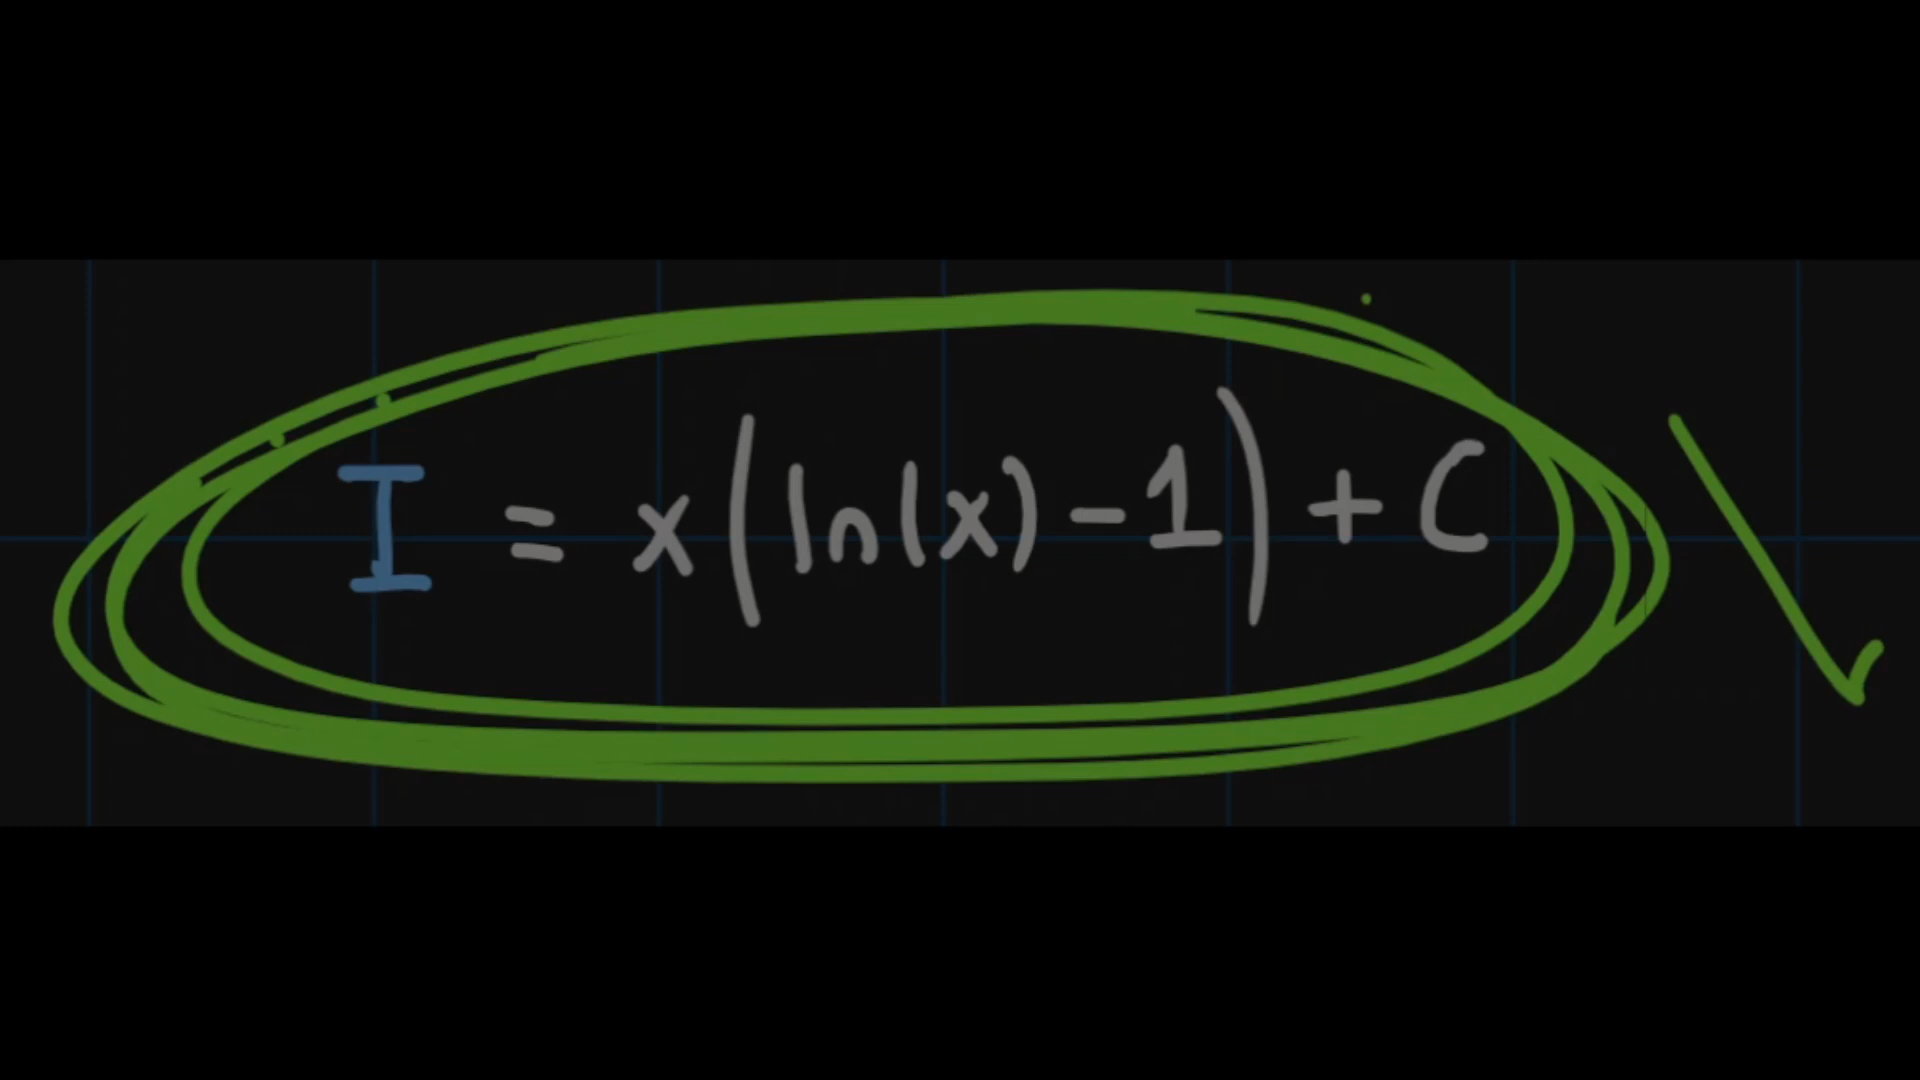 I = x(ln(x)-1) + C